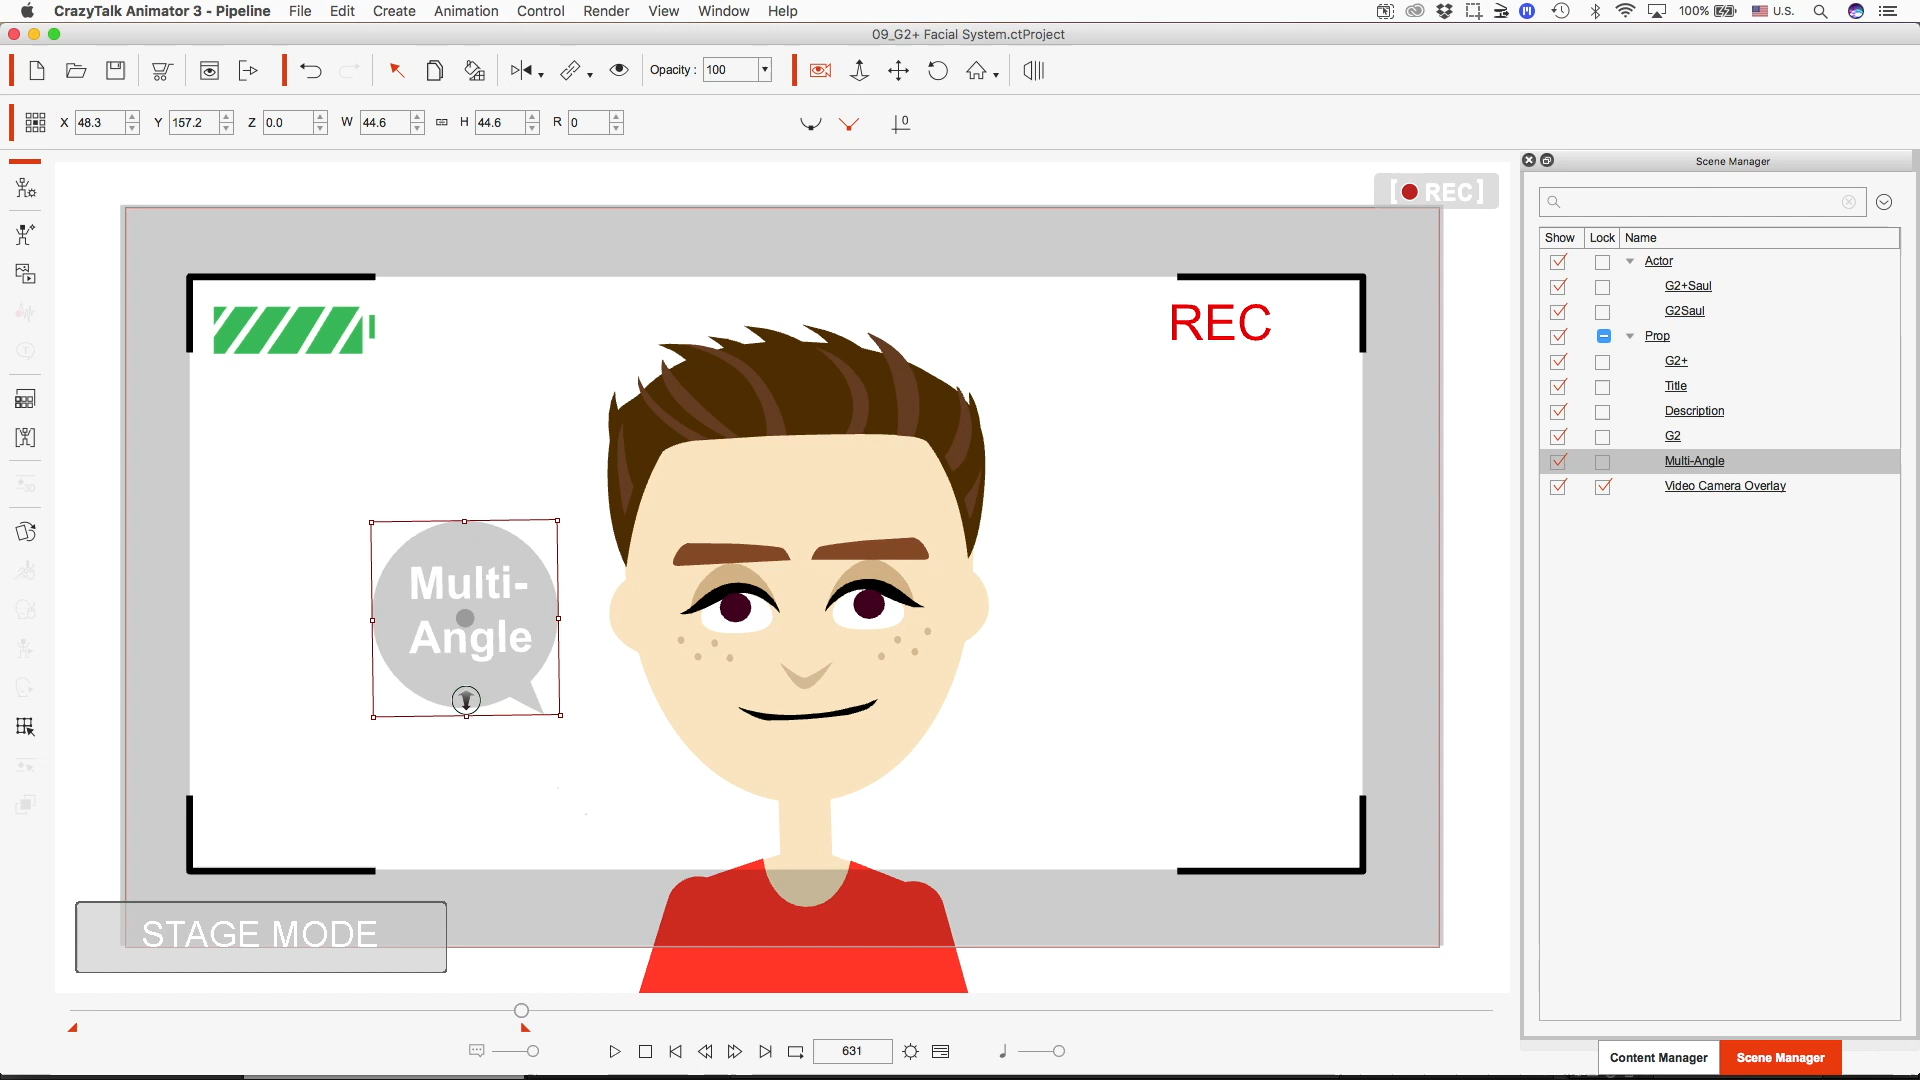 CrazyTalk Animator 3 - Pipeline File Edit Create Animation Control Render View Window Help 100% U.S.
09_G2+ Facial System.ctProject
Opacity : 100
X 48.3 Y 157.2 Z 0.0 W 44.6 H 44.6 R 0 0
Scene Manager
[ REC ]
Show Lock Name
Actor
G2+Saul
G2Saul
Prop
G2+
Title
Description
G2
Multi-Angle
Video Camera Overlay
REC
Multi-
Angle
STAGE MODE
631
Content Manager Scene Manager